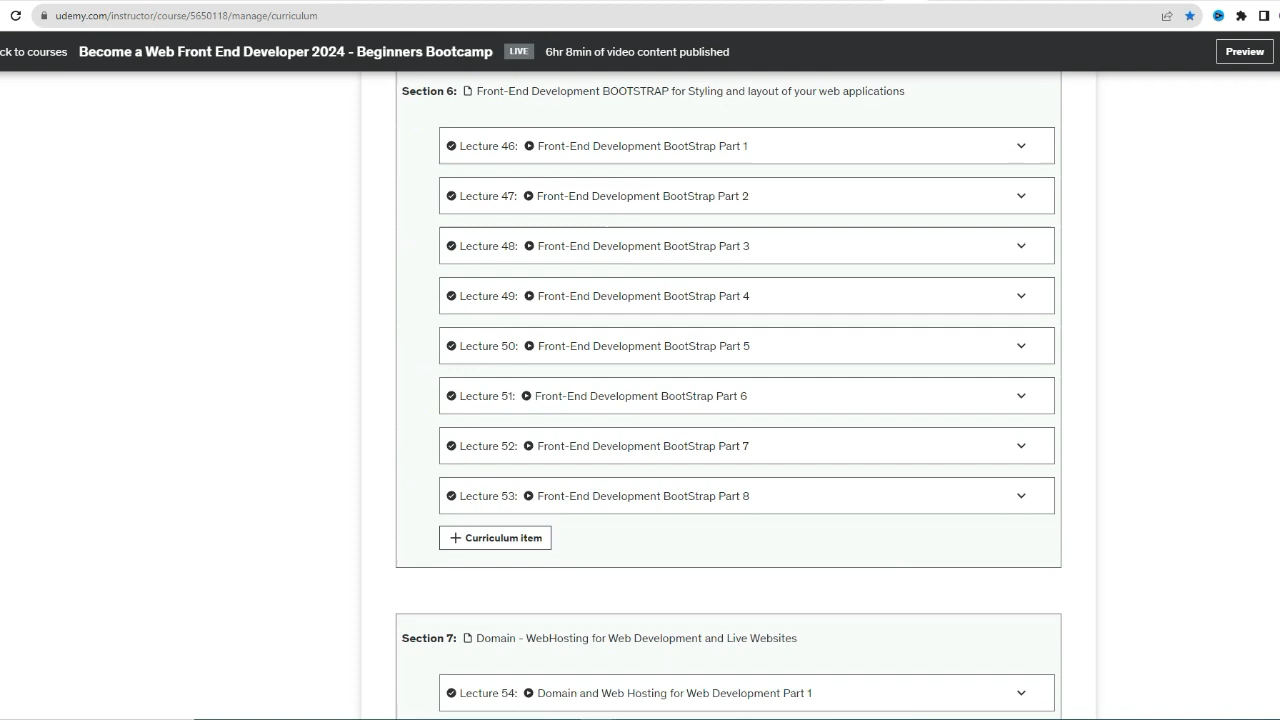 udemy.com/instructor/course/5650118/manage/curriculum
ck to courses Become a Web Front End Developer 2024 - Beginners Bootcamp LIVE 6hr 8min of video content published Preview
Section 6: Front-End Development BOOTSTRAP for Styling and layout of your web applications
Lecture 46: Front-End Development BootStrap Part 1
Lecture 47: Front-End Development BootStrap Part 2
Lecture 48: Front-End Development BootStrap Part 3
Lecture 49: Front-End Development BootStrap Part 4
Lecture 50: Front-End Development BootStrap Part 5
Lecture 51: Front-End Development BootStrap Part 6
Lecture 52: Front-End Development BootStrap Part 7
Lecture 53: Front-End Development BootStrap Part 8
+ Curriculum item
Section 7: Domain - WebHosting for Web Development and Live Websites
Lecture 54: Domain and Web Hosting for Web Development Part 1